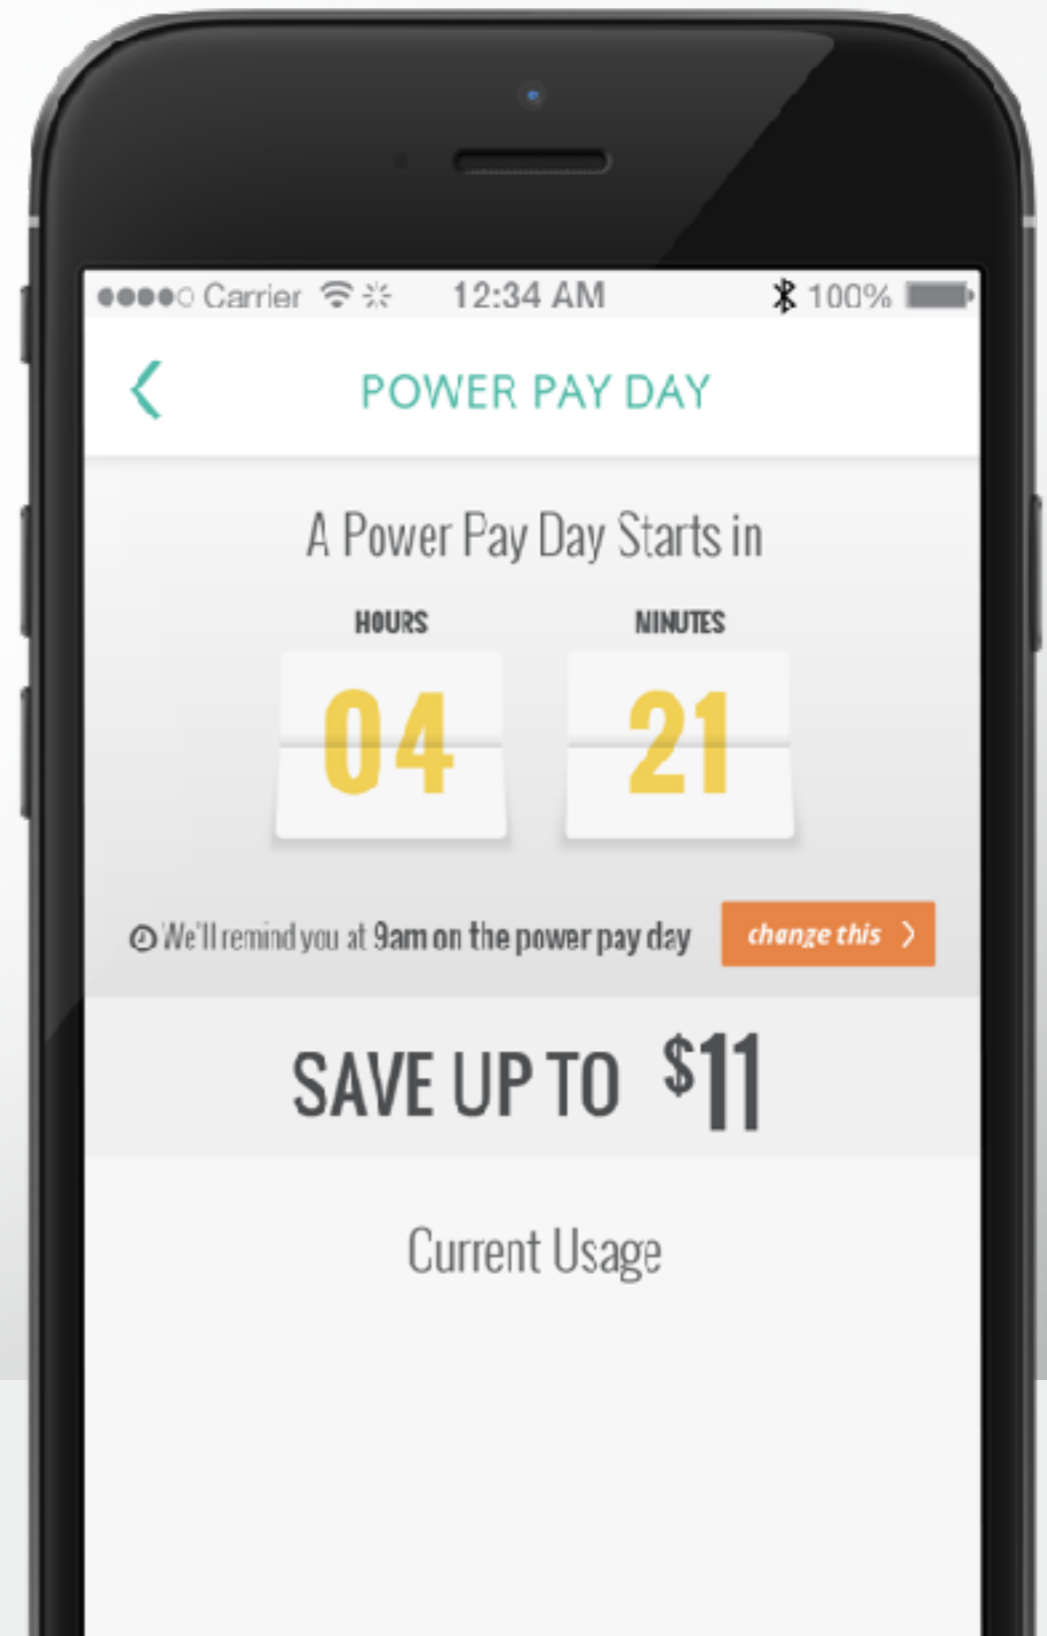 Carrier 12:34 AM 100%
POWER PAY DAY
A Power Pay Day Starts in
HOURS MINUTES
04 21
We'll remind you at 9am on the power pay day change this
SAVE UP TO $11
Current Usage